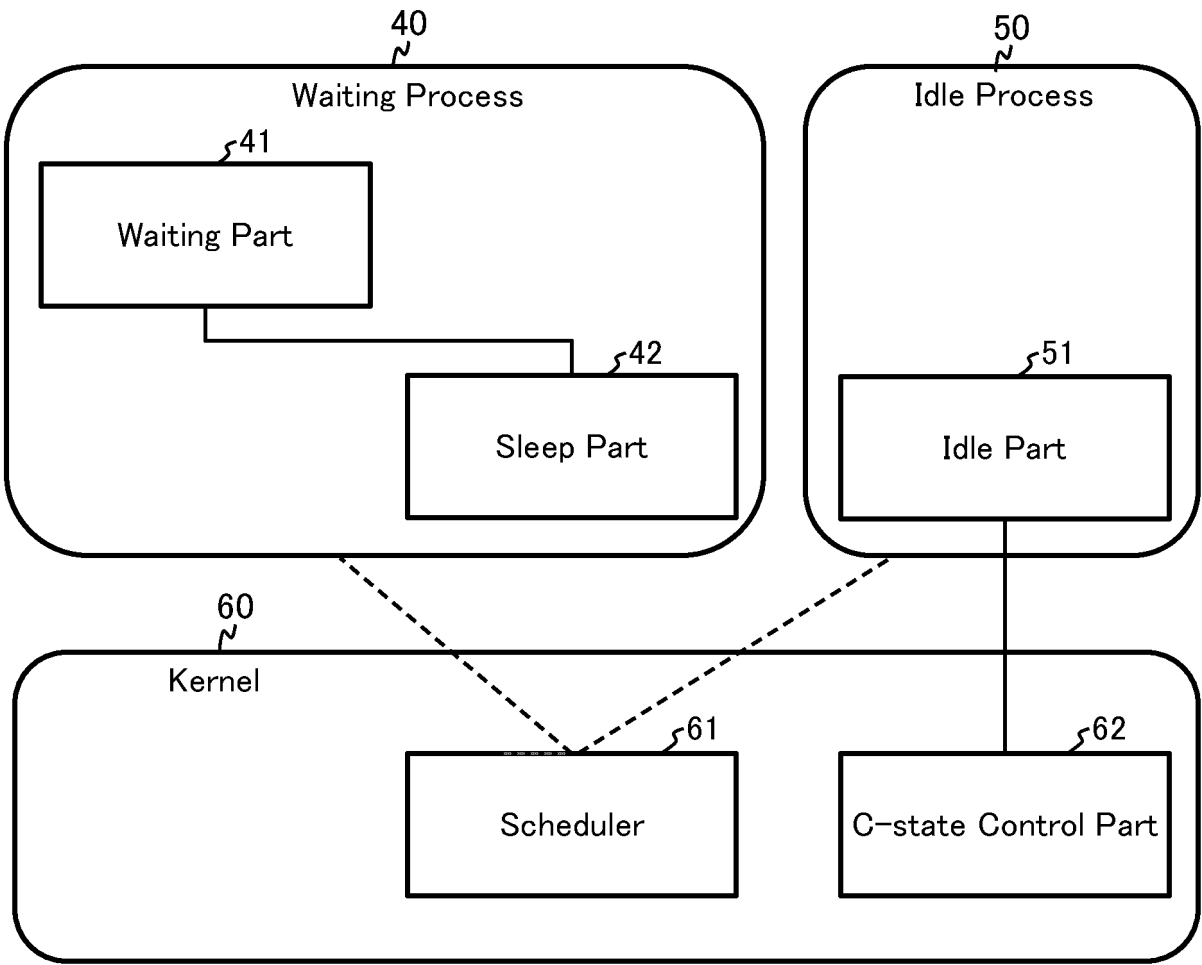 40
Waiting Process
41
Waiting Part
42
Sleep Part
50
Idle Process
51
Idle Part
60
Kernel
61
Scheduler
62
C-state Control Part